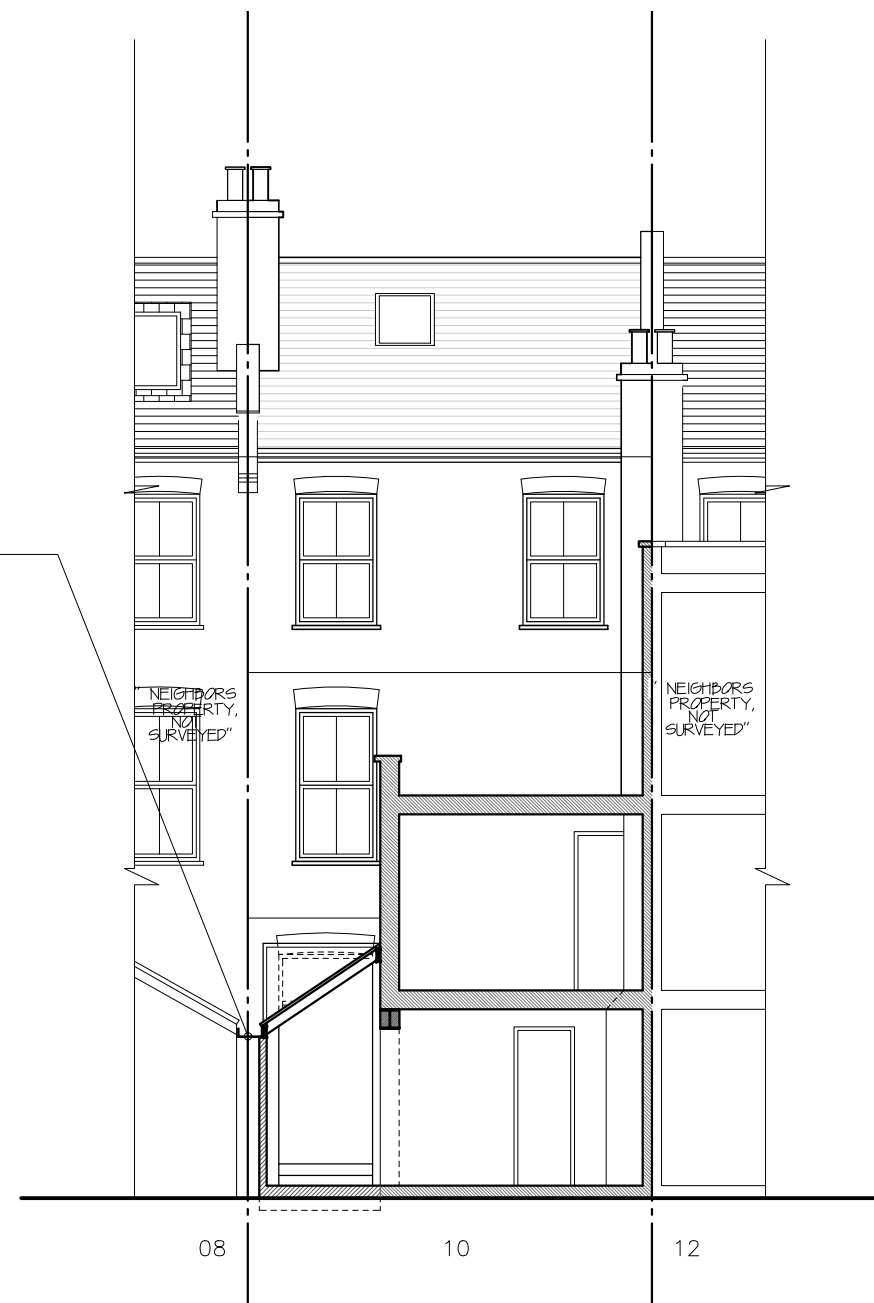 " NEIGHBORS
PROPERTY,
NOT
SURVEYED"
" NEIGHBORS
PROPERTY,
NOT
SURVEYED"
08
10
12